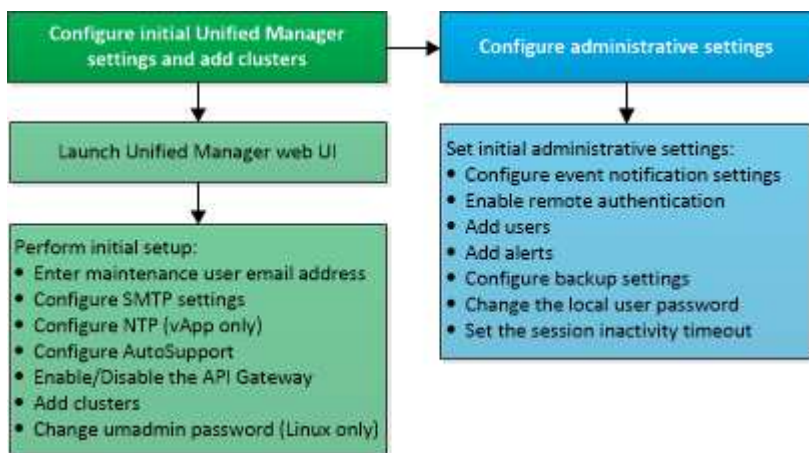 Configure initial Unified Manager
settings and add clusters
Launch Unified Manager web UI
Perform initial setup:
• Enter maintenance user email address
• Configure SMTP settings
• Configure NTP (vApp only)
• Configure AutoSupport
• Enable/Disable the API Gateway
• Add clusters
• Change umadmin password (Linux only)
Configure administrative settings
Set initial administrative settings:
• Configure event notification settings
• Enable remote authentication
• Add users
• Add alerts
• Configure backup settings
• Change the local user password
• Set the session inactivity timeout